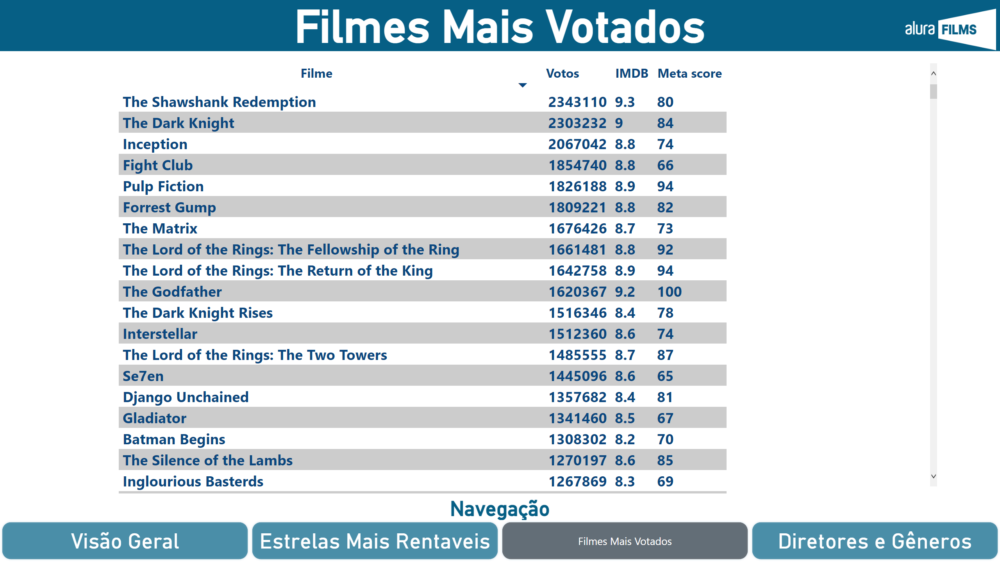 Filmes Mais Votados
alura FILMS
Filme Votos IMDB Meta score
The Shawshank Redemption 2343110 9.3 80
The Dark Knight 2303232 9 84
Inception 2067042 8.8 74
Fight Club 1854740 8.8 66
Pulp Fiction 1826188 8.9 94
Forrest Gump 1809221 8.8 82
The Matrix 1676426 8.7 73
The Lord of the Rings: The Fellowship of the Ring 1661481 8.8 92
The Lord of the Rings: The Return of the King 1642758 8.9 94
The Godfather 1620367 9.2 100
The Dark Knight Rises 1516346 8.4 78
Interstellar 1512360 8.6 74
The Lord of the Rings: The Two Towers 1485555 8.7 87
Se7en 1445096 8.6 65
Django Unchained 1357682 8.4 81
Gladiator 1341460 8.5 67
Batman Begins 1308302 8.2 70
The Silence of the Lambs 1270197 8.6 85
Inglourious Basterds 1267869 8.3 69
Navegação
Visão Geral Estrelas Mais Rentaveis Filmes Mais Votados Diretores e Gêneros